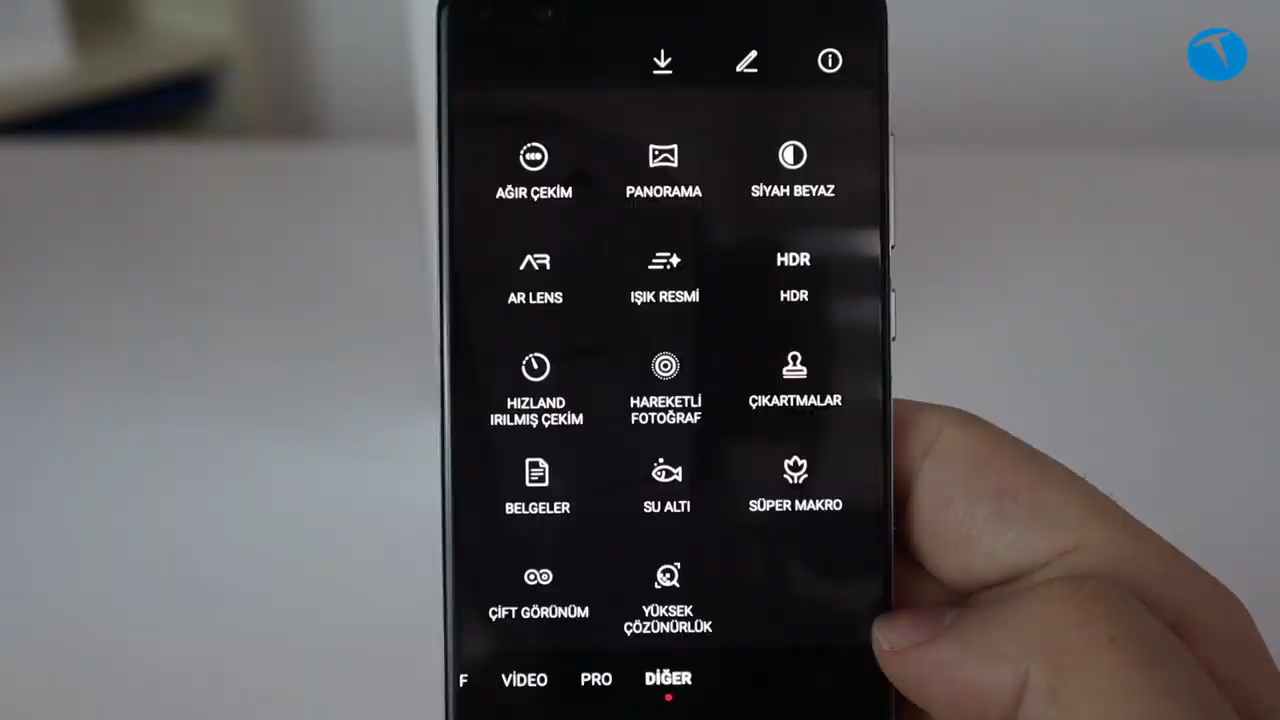 AĞIR ÇEKİM
PANORAMA
SİYAH BEYAZ
AR
AR LENS
IŞIK RESMİ
HDR
HDR
HIZLAND
IRILMIŞ ÇEKİM
HAREKETLİ
FOTOĞRAF
ÇIKARTMALAR
BELGELER
SU ALTI
SÜPER MAKRO
ÇİFT GÖRÜNÜM
YÜKSEK
ÇÖZÜNÜRLÜK
F VİDEO PRO DİĞER